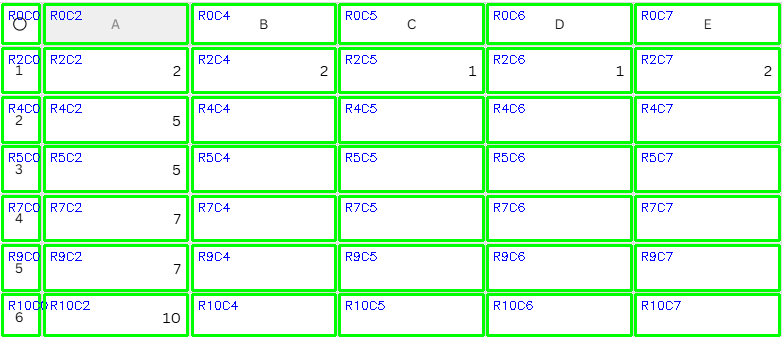 R0C0 R0C2 A R0C4 B R0C5 C R0C6 D R0C7 E
R2C0 1 R2C2 2 R2C4 2 R2C5 1 R2C6 1 R2C7 2
R4C0 2 R4C2 5 R4C4 R4C5 R4C6 R4C7
R5C0 3 R5C2 5 R5C4 R5C5 R5C6 R5C7
R7C0 4 R7C2 7 R7C4 R7C5 R7C6 R7C7
R9C0 5 R9C2 7 R9C4 R9C5 R9C6 R9C7
R10C0 6 R10C2 10 R10C4 R10C5 R10C6 R10C7